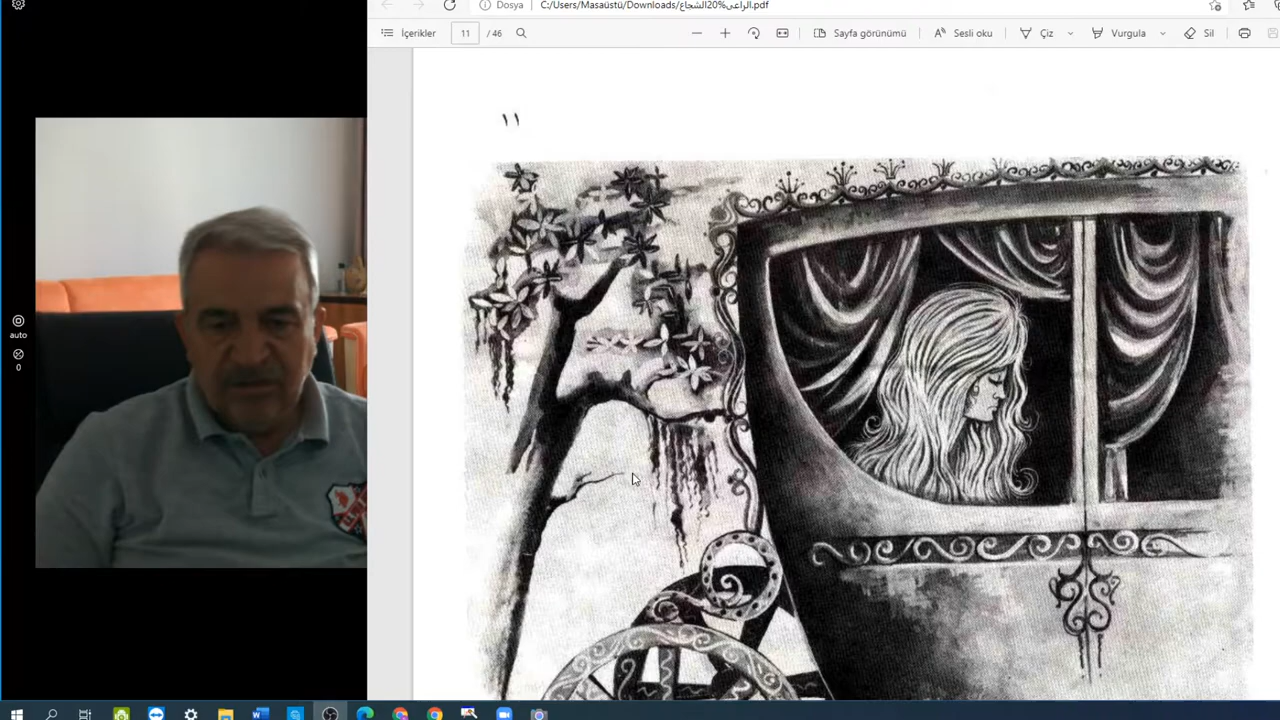 Dosya
C:/Users/Masaüstü/Downloads/الراعى%20الشجاع.pdf
İçerikler
11
/ 46
Sayfa görünümü
Sesli oku
Çiz
Vurgula
Sil
١١
auto
0